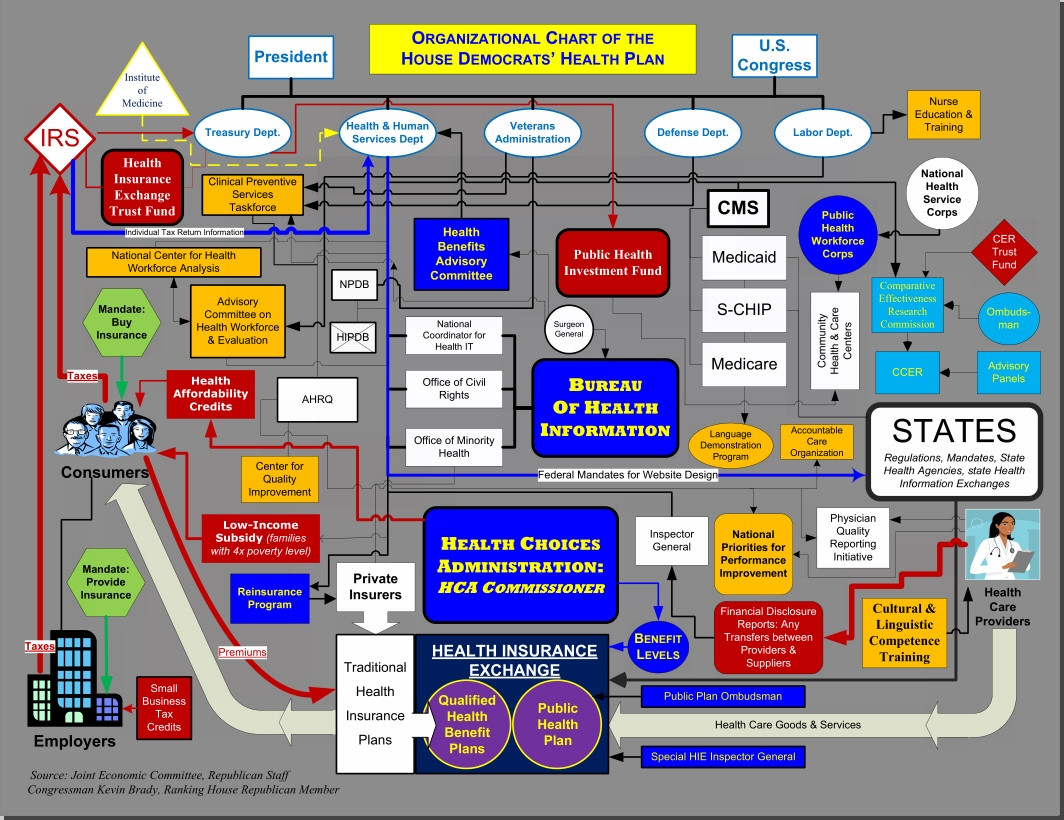 ORGANIZATIONAL CHART OF THE
HOUSE DEMOCRATS' HEALTH PLAN
President
U.S.
Congress
Institute
of
Medicine
IRS
Treasury Dept.
Health & Human
Services Dept
Veterans
Administration
Defense Dept.
Labor Dept.
Nurse
Education &
Training
Health
Insurance
Exchange
Trust Fund
Clinical Preventive
Services
Taskforce
CMS
National
Health
Service
Corps
Individual Tax Return Information
Health
Benefits
Advisory
Committee
Public Health
Investment Fund
Public
Health
Workforce
Corps
CER
Trust
Fund
National Center for Health
Workforce Analysis
Medicaid
NPDB
Mandate:
Buy
Insurance
Advisory
Committee on
Health Workforce
& Evaluation
HIPDB
National
Coordinator for
Health IT
Surgeon
General
S-CHIP
Community
Health & Care
Centers
Comparative
Effectiveness
Research
Commission
Ombuds-
man
Medicare
CCER
Advisory
Panels
Taxes
Health
Affordability
Credits
AHRQ
Office of Civil
Rights
BUREAU
OF HEALTH
INFORMATION
Consumers
Office of Minority
Health
Language
Demonstration
Program
Accountable
Care
Organization
STATES
Regulations, Mandates, State
Health Agencies, state Health
Information Exchanges
Center for
Quality
Improvement
Federal Mandates for Website Design
Low-Income
Subsidy (families
with 4x poverty level)
HEALTH CHOICES
ADMINISTRATION:
HCA COMMISSIONER
Inspector
General
National
Priorities for
Performance
Improvement
Physician
Quality
Reporting
Initiative
Health
Care
Providers
Mandate:
Provide
Insurance
Reinsurance
Program
Private
Insurers
BENEFIT
LEVELS
Financial Disclosure
Reports: Any
Transfers between
Providers &
Suppliers
Cultural &
Linguistic
Competence
Training
Taxes
Premiums
Traditional
Health
Insurance
Plans
HEALTH INSURANCE
EXCHANGE
Qualified
Health
Benefit
Plans
Public
Health
Plan
Public Plan Ombudsman
Health Care Goods & Services
Special HIE Inspector General
Small
Business
Tax
Credits
Employers
Source: Joint Economic Committee, Republican Staff
Congressman Kevin Brady, Ranking House Republican Member